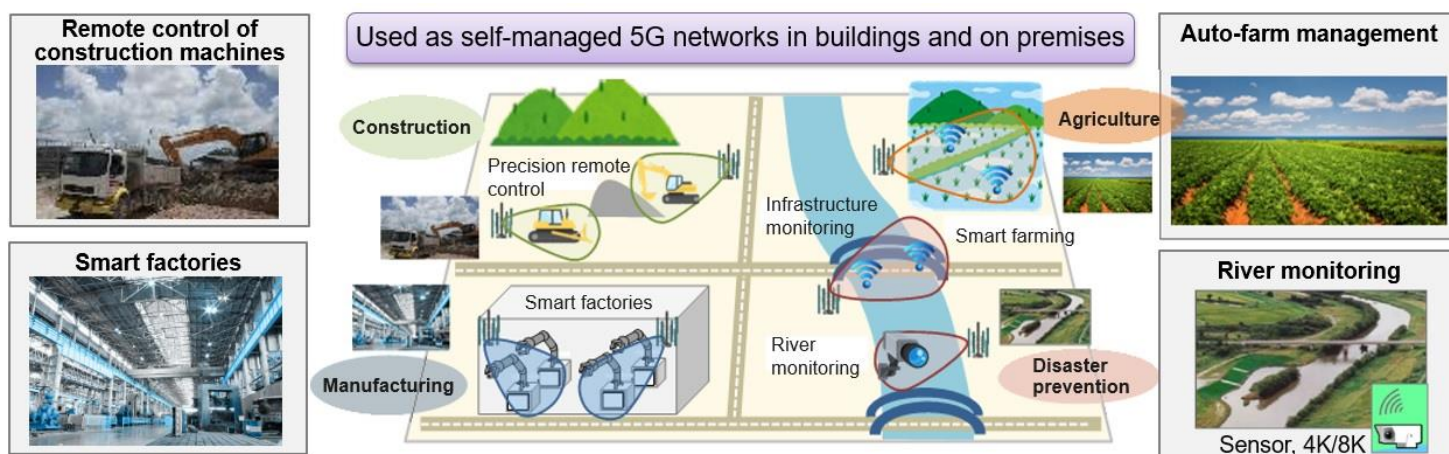 Remote control of
construction machines
Used as self-managed 5G networks in buildings and on premises
Auto-farm management
Construction
Agriculture
Precision remote
control
Infrastructure
monitoring
Smart farming
Smart factories
River monitoring
Smart factories
River
monitoring
Manufacturing
Disaster
prevention
Sensor, 4K/8K